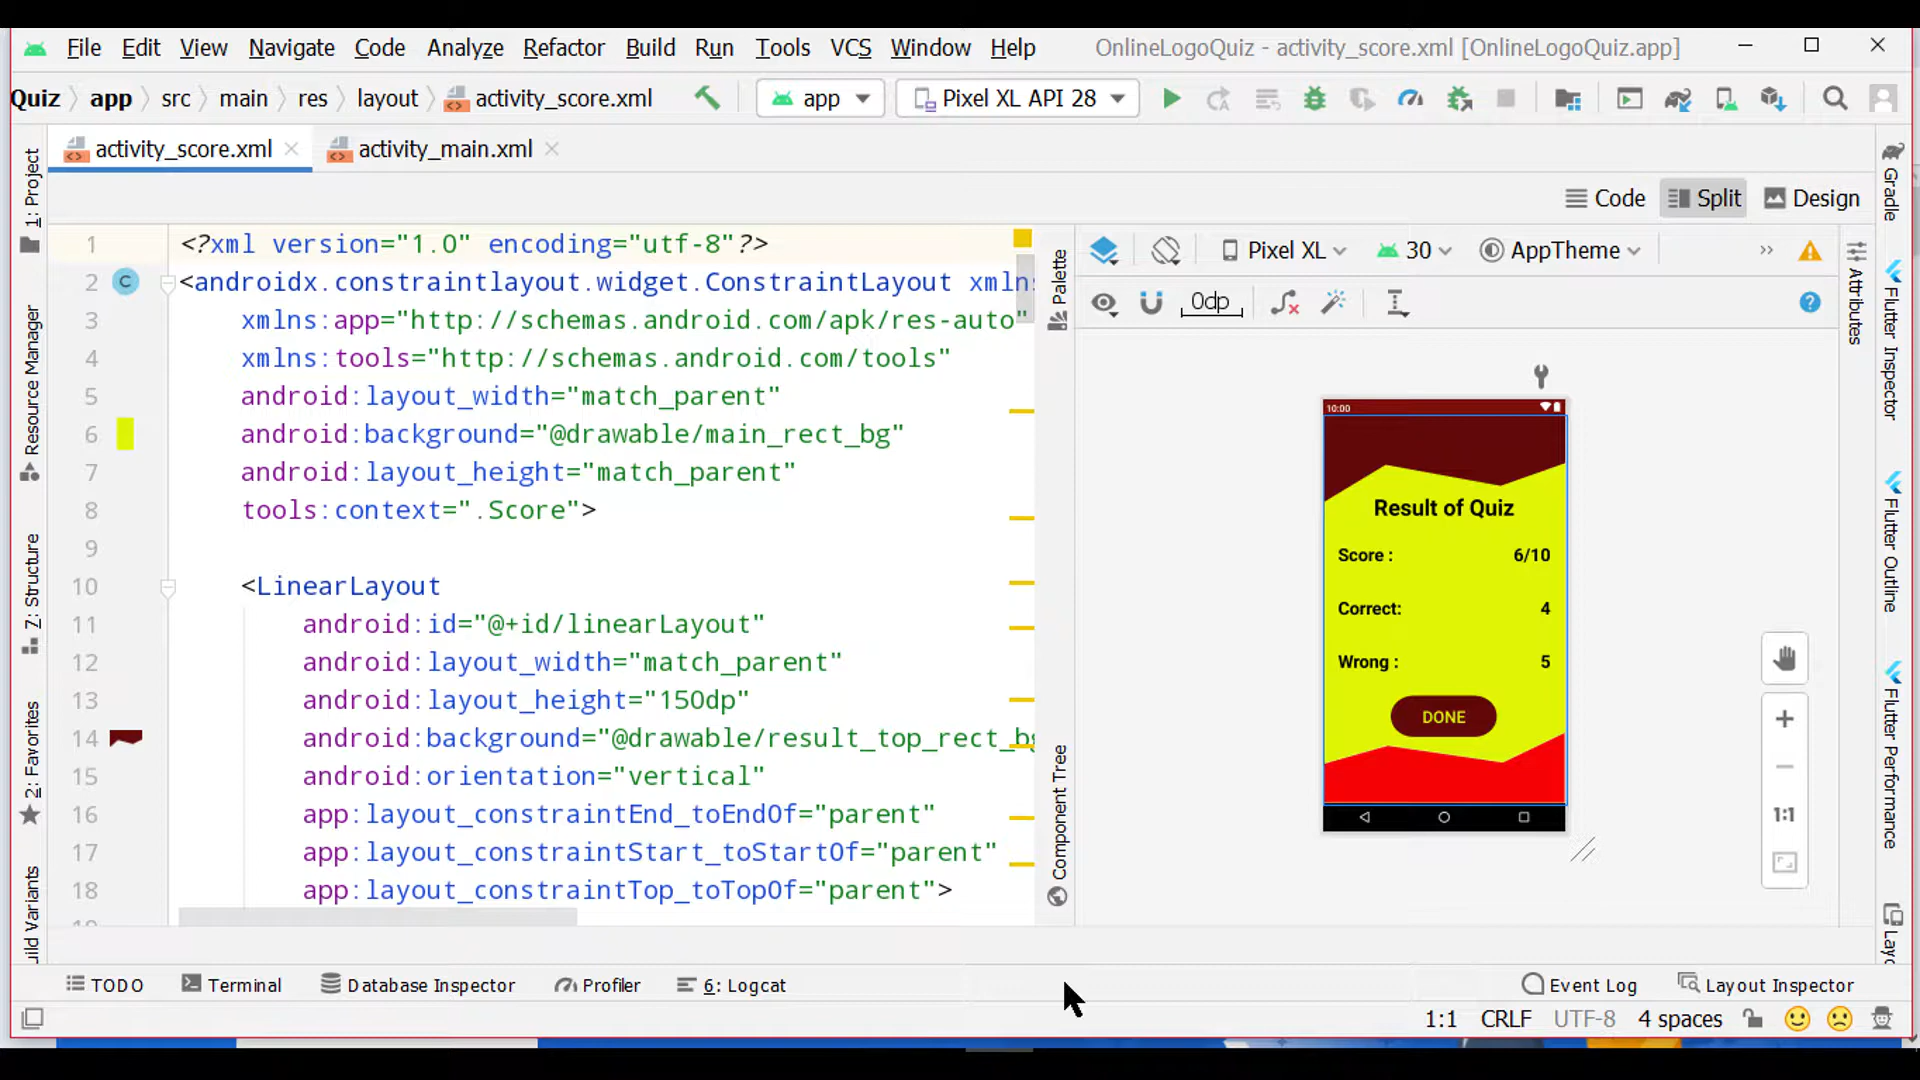 File Edit View Navigate Code Analyze Refactor Build Run Tools VCS Window Help OnlineLogoQuiz - activity_score.xml [OnlineLogoQuiz.app]
Quiz app src main res layout activity_score.xml app Pixel XL API 28
activity_score.xml activity_main.xml
Code Split Design
1 <?xml version="1.0" encoding="utf-8"?>
2 <androidx.constraintlayout.widget.ConstraintLayout xmln
3 xmlns:app="http://schemas.android.com/apk/res-auto"
4 xmlns:tools="http://schemas.android.com/tools"
5 android:layout_width="match_parent"
6 android:background="@drawable/main_rect_bg"
7 android:layout_height="match_parent"
8 tools:context=".Score">
9
10 <LinearLayout
11 android:id="@+id/linearLayout"
12 android:layout_width="match_parent"
13 android:layout_height="150dp"
14 android:background="@drawable/result_top_rect_bg
15 android:orientation="vertical"
16 app:layout_constraintEnd_toEndOf="parent"
17 app:layout_constraintStart_toStartOf="parent"
18 app:layout_constraintTop_toTopOf="parent">
Pixel XL 30 AppTheme
0dp
10:00
Result of Quiz
Score : 6/10
Correct: 4
Wrong : 5
DONE
1:1
1: Project
Resource Manager
7: Structure
2: Favorites
uild Variants
Palette
Component Tree
Attributes
Gradle
Flutter Inspector
Flutter Outline
Flutter Performance
TODO Terminal Database Inspector Profiler 6: Logcat Event Log Layout Inspector
1:1 CRLF UTF-8 4 spaces